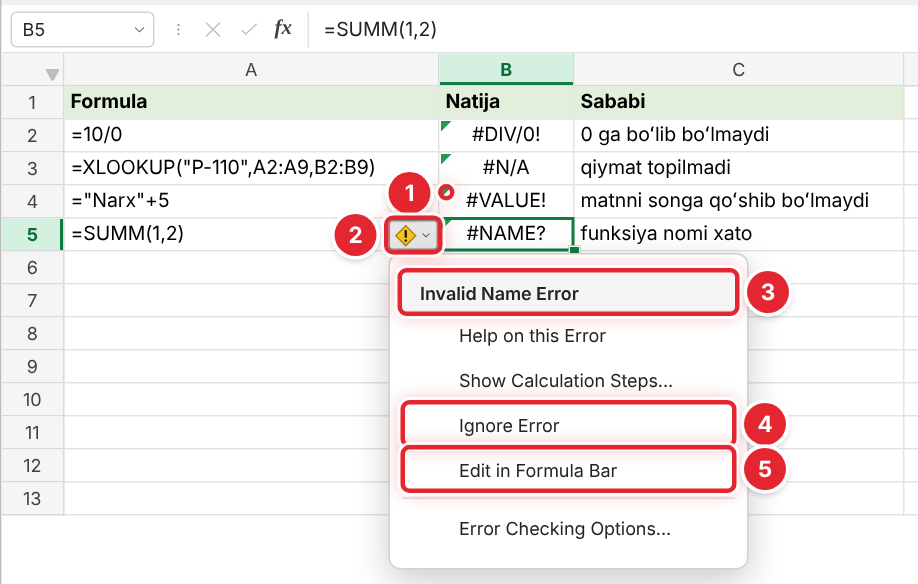 B5 fx =SUMM(1,2)
A B C
1 Formula Natija Sababi
2 =10/0 #DIV/0! 0 ga boʻlib boʻlmaydi
3 =XLOOKUP("P-110",A2:A9,B2:B9) #N/A qiymat topilmadi
4 ="Narx"+5 1 #VALUE! matnni songa qoʻshib boʻlmaydi
5 =SUMM(1,2) 2 #NAME? funksiya nomi xato
6
Invalid Name Error 3
7
Help on this Error
8
9
Show Calculation Steps...
10
Ignore Error 4
11
12
Edit in Formula Bar 5
13
Error Checking Options...